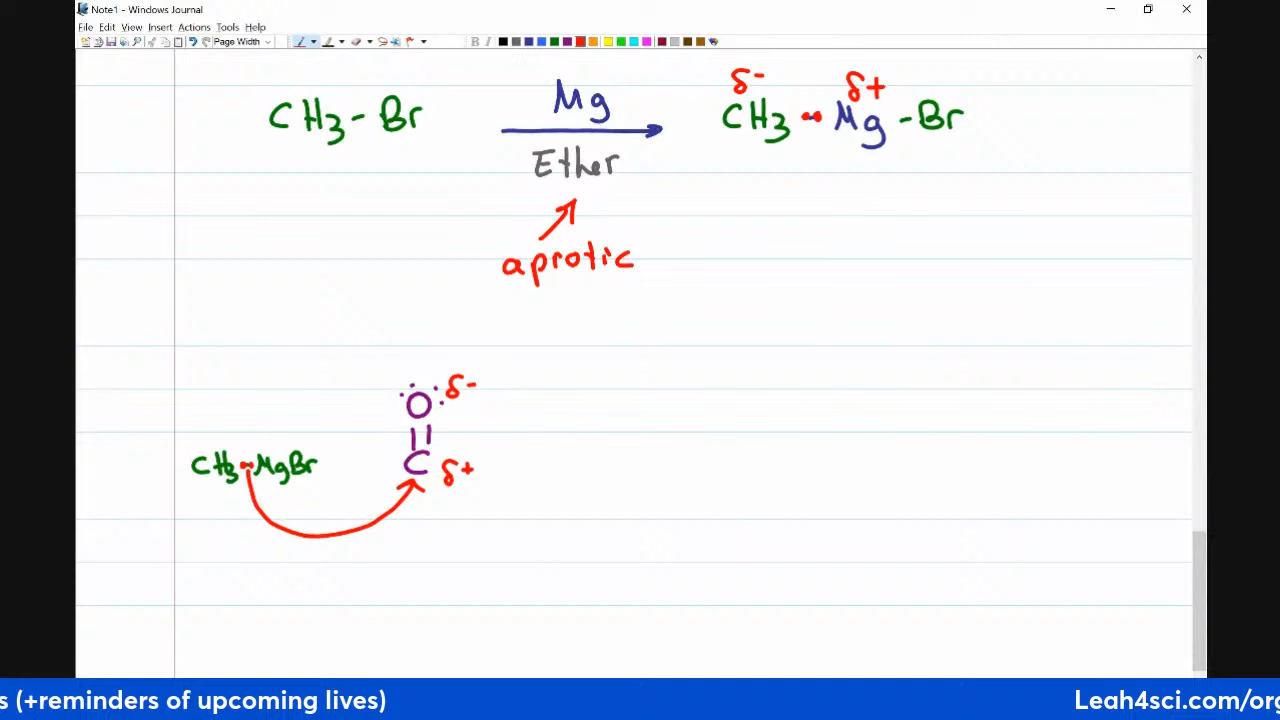 Note1 - Windows Journal
File Edit View Insert Actions Tools Help
Page Width B I
δ- δ+
CH3-Br Mg CH3 Mg-Br
Ether
aprotic
O δ-
CH3 MgBr C δ+
s (+reminders of upcoming lives) Leah4sci.com/org